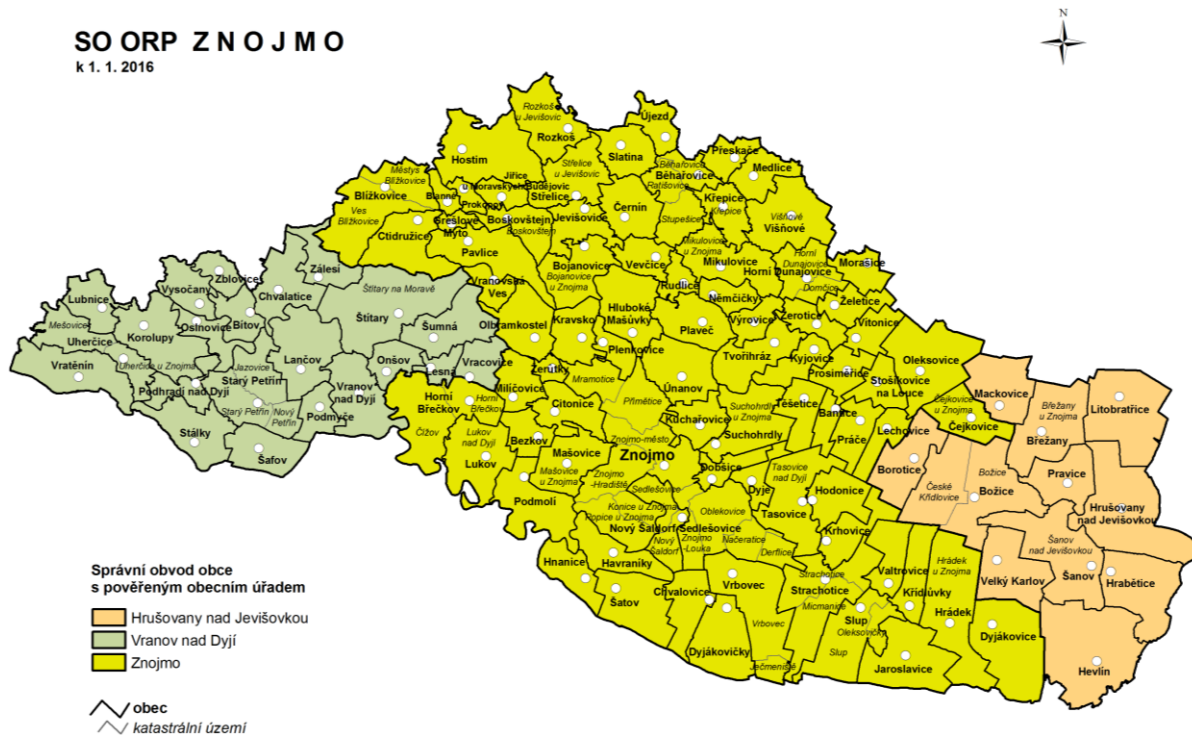 SO ORP ZNOJMO
k 1. 1. 2016
N
Rozkoš
u Jevišovic
Rozkoš
Újezd
Hostim
Slatina
Střelice
u Jevišovic
Běhařovice
Běhařovice
Ratišovice
Přeskače
Medlice
Městys
Blížkovice
Blížkovice
Jiřice
u Moravských Budějovic
Blanné
Prokopov
Střelice
Jevišovice
Černín
Stupešice
Křepice
Višňové
Višňové
Ves
Blížkovice
Ctidružice
Grešlové
Mýto
Boskovštejn
Boskovštejn
Pavlice
Bojanovice
Bojanovice
u Znojma
Vevčice
Mikulovice
u Znojma
Mikulovice
Horní
Dunajovice
Horní Dunajovice
Domčice
Morašice
Rudlice
Němčičky
Želetice
Žerotice
Vitonice
Výrovice
Zblovice
Zálesí
Vysočany
Chvalatice
Lubnice
Štítary na Moravě
Štítary
Vranovská
Ves
Mešovice
Korolupy
Oslnovice
Bítov
Uherčice
Uherčice u Znojma
Šumná
Olbramkostel
Kravsko
Hluboké
Mašůvky
Plaveč
Plenkovice
Tvořihráz
Kyjovice
Prosiměřice
Oleksovice
Stošíkovice
na Louce
Vratěnín
Jazovice
Starý Petřín
Lančov
Onšov
Lesná
Vracovice
Žerůtky
Mramotice
Únanov
Podhradí nad Dyjí
Starý Petřín
Nový
Petřín
Podmyče
Vranov
nad Dyjí
Horní
Břečkov
Horní
Břečkov
Milíčovice
Citonice
Přímětice
Těšetice
Bantice
Práče
Lechovice
Čejkovice
u Znojma
Čejkovice
Mackovice
Břežany
u Znojma
Břežany
Litobratřice
Stálky
Šafov
Čížov
Lukov
nad Dyjí
Lukov
Bezkov
Mašovice
Mašovice
u Znojma
Znojmo-město
Kuchařovice
Suchohrdly
u Znojma
Suchohrdly
Znojmo
Znojmo
-Hradiště
Sedlešovice
Dobšice
Dyje
Tasovice
nad Dyjí
Tasovice
Hodonice
Borotice
České
Křídlovice
Božice
Božice
Pravice
Hrušovany
nad Jevišovkou
Podmolí
Konice u Znojma
Popice u Znojma
Nový Šaldorf-Sedlešovice
Nový
Šaldorf
Znojmo
-Louka
Oblekovice
Načeratice
Derflice
Krhovice
Hnanice
Havraníky
Šatov
Chvalovice
Vrbovec
Vrbovec
Strachotice
Strachotice
Micmanice
Valtrovice
Křídlůvky
Hrádek
u Znojma
Hrádek
Velký Karlov
Šanov
nad Jevišovkou
Šanov
Hrabětice
Dyjákovičky
Ječmeniště
Slup
Oleksovičky
Slup
Jaroslavice
Dyjákovice
Hevlín
Správní obvod obce
s pověřeným obecním úřadem
Hrušovany nad Jevišovkou
Vranov nad Dyjí
Znojmo
obec
katastrální území